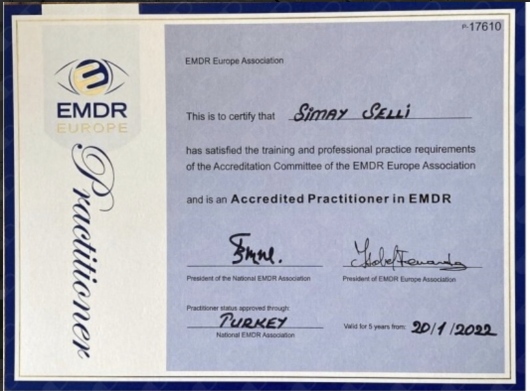 P-17610
EMDR
EUROPE
Practitioner
EMDR Europe Association
This is to certify that SiMAY SELLi
has satisfied the training and professional practice requirements
of the Accreditation Committee of the EMDR Europe Association
and is an Accredited Practitioner in EMDR
President of the National EMDR Association
President of EMDR Europe Association
Practitioner status approved through:
TURKEY
National EMDR Association
Valid for 5 years from: 20/1/2022